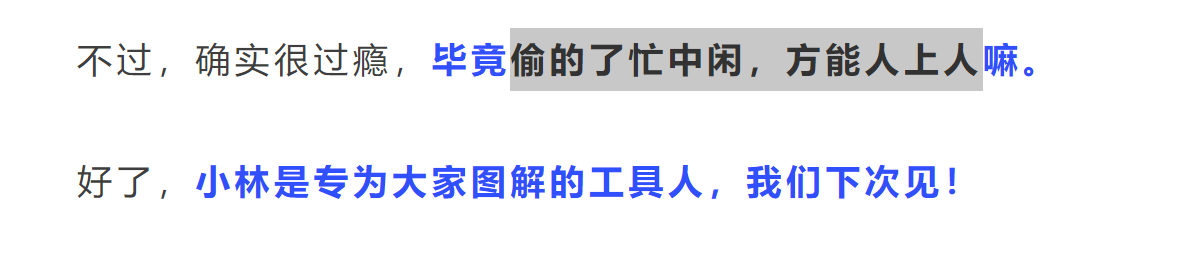 不过，确实很过瘾，毕竟偷的了忙中闲，方能人上人嘛。
好了，小林是专为大家图解的工具人，我们下次见！